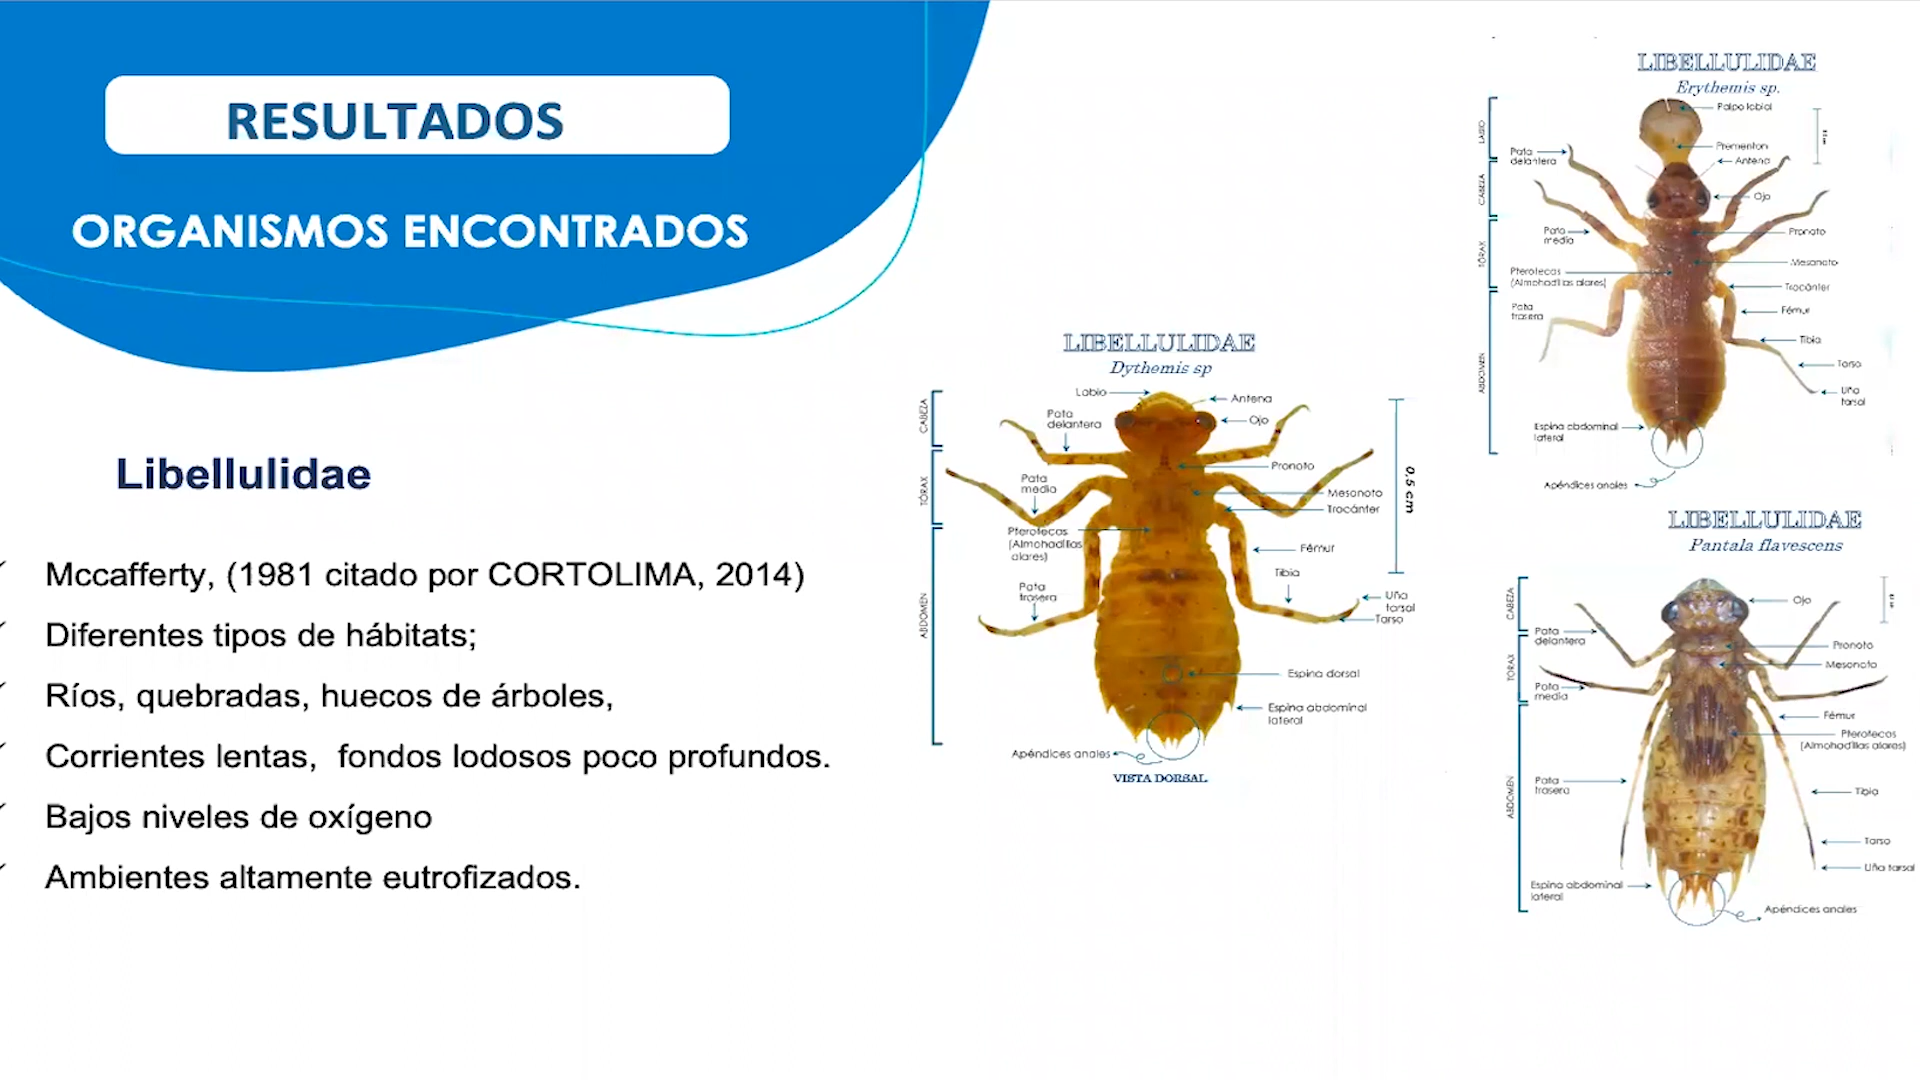 RESULTADOS
ORGANISMOS ENCONTRADOS
Libellulidae
Mccafferty, (1981 citado por CORTOLIMA, 2014)
Diferentes tipos de hábitats;
Ríos, quebradas, huecos de árboles,
Corrientes lentas, fondos lodosos poco profundos.
Bajos niveles de oxígeno
Ambientes altamente eutrofizados.
LIBELLULIDAE
Dythemis sp
CABEZA
TÓRAX
ABDOMEN
Labio
Antena
Pata
delantera
Ojo
Pronoto
Pata
media
Mesonoto
Trocánter
Pterotecas
(Almohadillas
alares)
Fémur
Tibia
Pata
trasera
Uña
tarsal
Tarso
Espina dorsal
Espina abdominal
lateral
Apéndices anales
0,5 cm
VISTA DORSAL
LIBELLULIDAE
Erythemis sp.
LABIO
CABEZA
TÓRAX
ABDOMEN
Palpo labial
Prementon
Antena
Pata
delantera
Ojo
Pata
media
Pronoto
Mesonoto
Pterotecas
(Almohadillas alares)
Trocánter
Pata
trasera
Fémur
Tibia
Tarso
Uña
tarsal
Espina abdominal
lateral
Apéndices anales
LIBELLULIDAE
Pantala flavescens
CABEZA
TÓRAX
ABDOMEN
Ojo
Pata
delantera
Pronoto
Mesonoto
Pata
media
Fémur
Pterotecas
(Almohadillas alares)
Pata
trasera
Tibia
Tarso
Uña tarsal
Espina abdominal
lateral
Apéndices anales